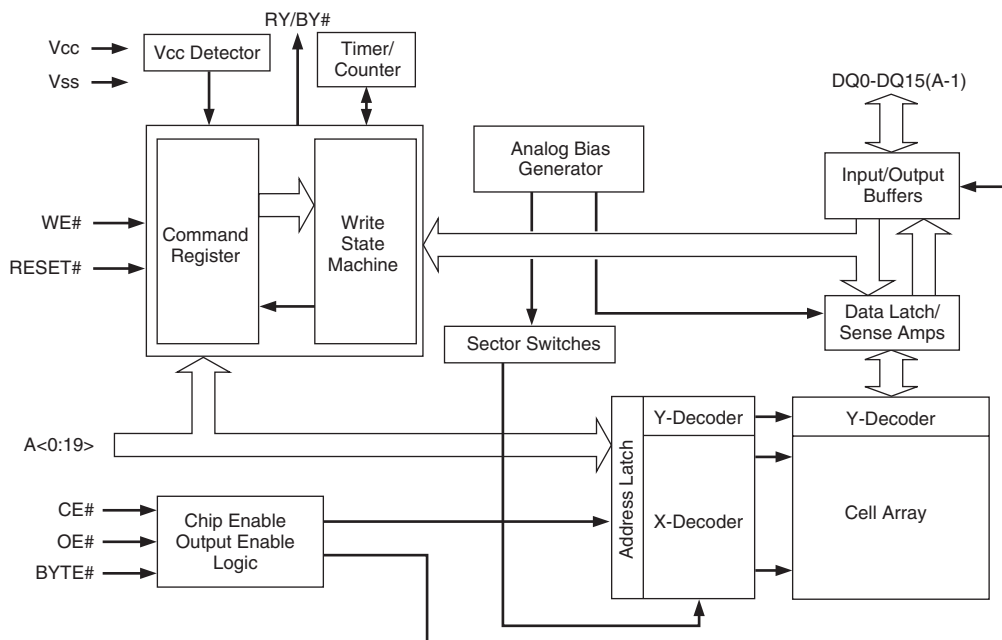 RY/BY#
Vcc
Vss
Vcc Detector
Timer/
Counter
DQ0-DQ15(A-1)
Analog Bias
Generator
Input/Output
Buffers
WE#
RESET#
Command
Register
Write
State
Machine
Sector Switches
Data Latch/
Sense Amps
A<0:19>
Address Latch
Y-Decoder
Y-Decoder
X-Decoder
Cell Array
CE#
OE#
BYTE#
Chip Enable
Output Enable
Logic